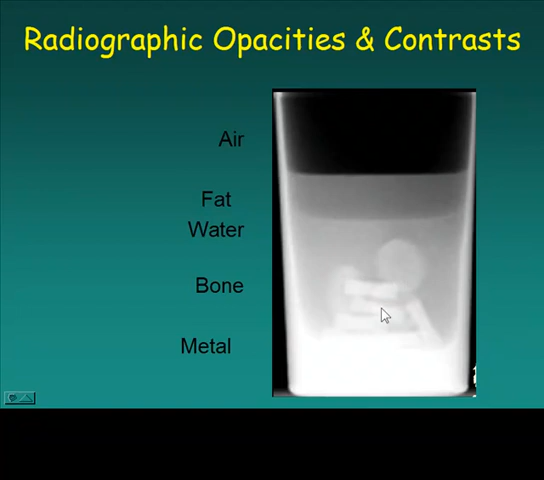 Radiographic Opacities & Contrasts
Air
Fat
Water
Bone
Metal